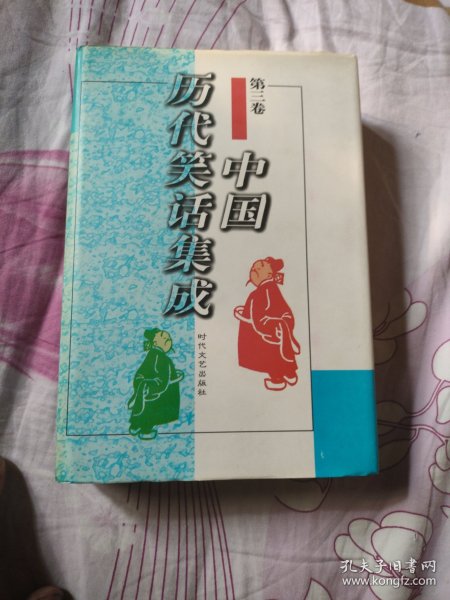 第三卷
中国
历代笑话集成
时代文艺出版社
孔夫子旧书网
www.kongfz.com